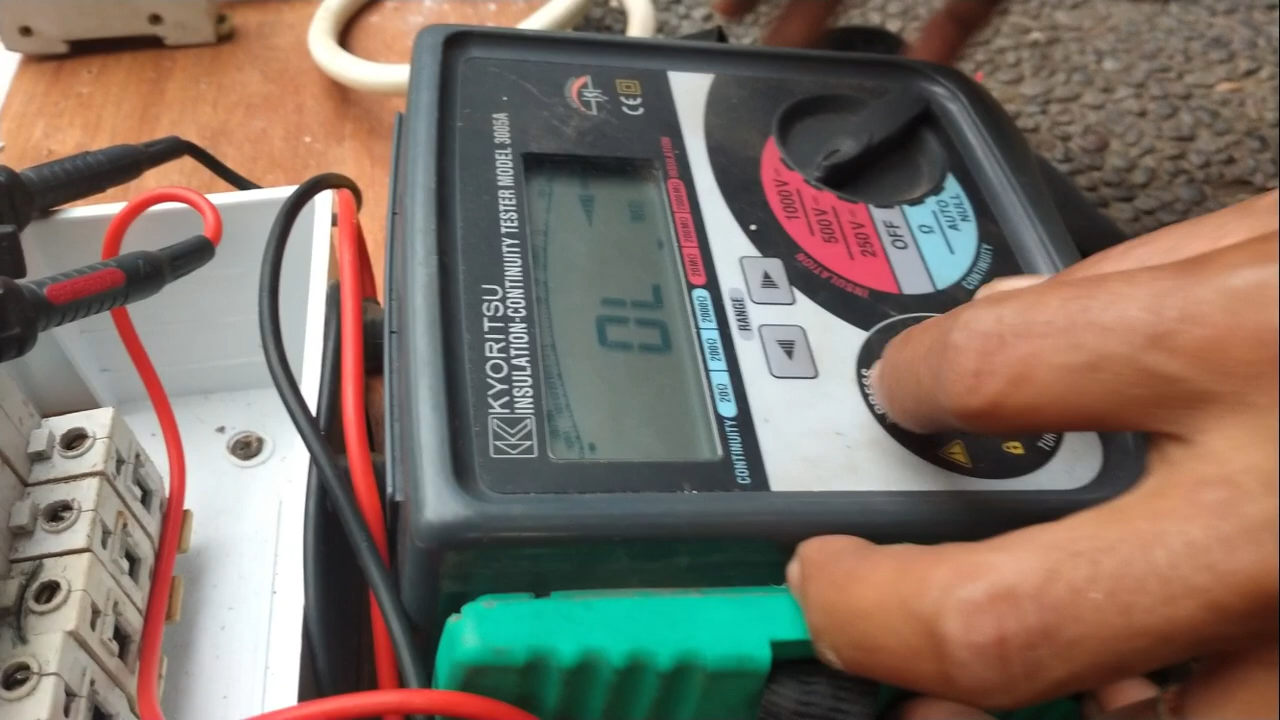 KYORITSU
INSULATION-CONTINUITY TESTER MODEL 3005A
CE
OL
MΩ
CONTINUITY 20Ω 200Ω 2000Ω 20MΩ 200MΩ INSULATION
RANGE
1000V
500V
250V
OFF
Ω
AUTO NULL
INSULATION
CONTINUITY
PRESS